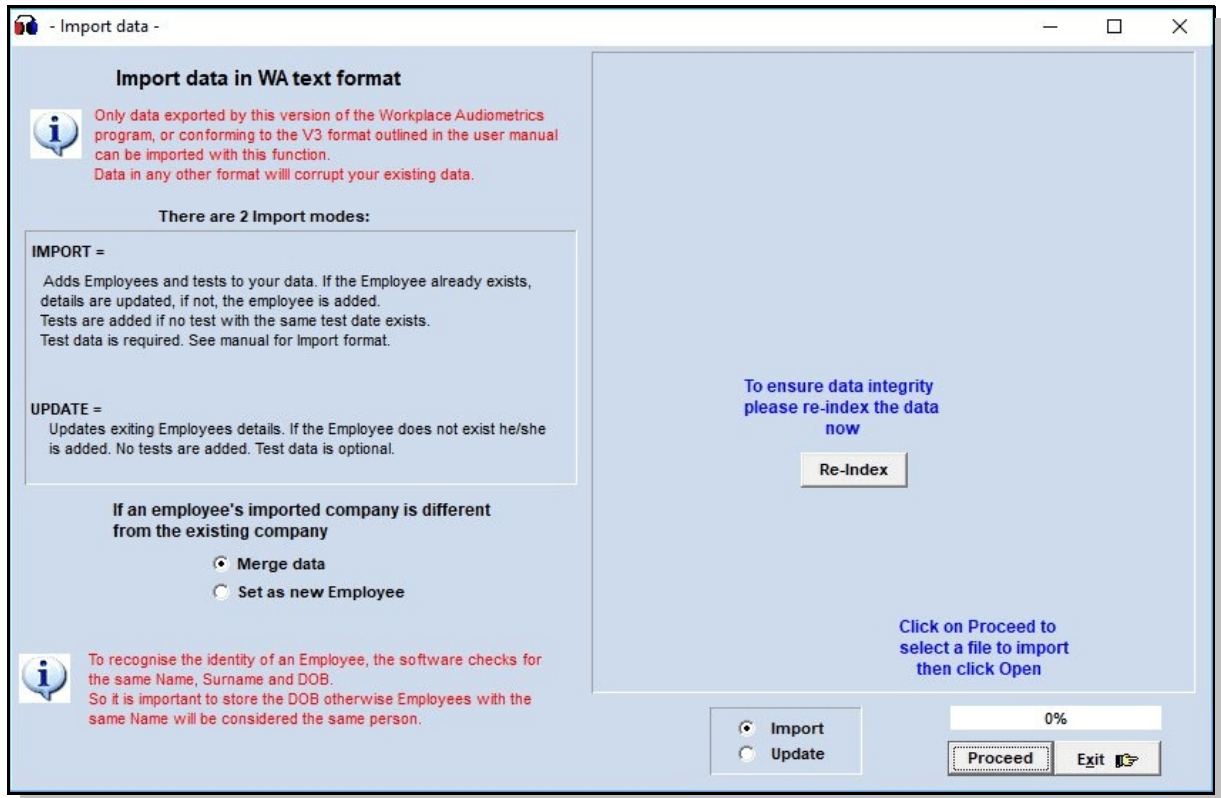 - Import data -
Import data in WA text format
Only data exported by this version of the Workplace Audiometrics
program, or conforming to the V3 format outlined in the user manual
can be imported with this function.
Data in any other format willl corrupt your existing data.
There are 2 Import modes:
IMPORT =
Adds Employees and tests to your data. If the Employee already exists,
details are updated, if not, the employee is added.
Tests are added if no test with the same test date exists.
Test data is required. See manual for Import format.
UPDATE =
Updates exiting Employees details. If the Employee does not exist he/she
is added. No tests are added. Test data is optional.
If an employee's imported company is different
from the existing company
Merge data
Set as new Employee
To recognise the identity of an Employee, the software checks for
the same Name, Surname and DOB.
So it is important to store the DOB otherwise Employees with the
same Name will be considered the same person.
To ensure data integrity
please re-index the data
now
Re-Index
Click on Proceed to
select a file to import
then click Open
Import
Update
0%
Proceed
Exit